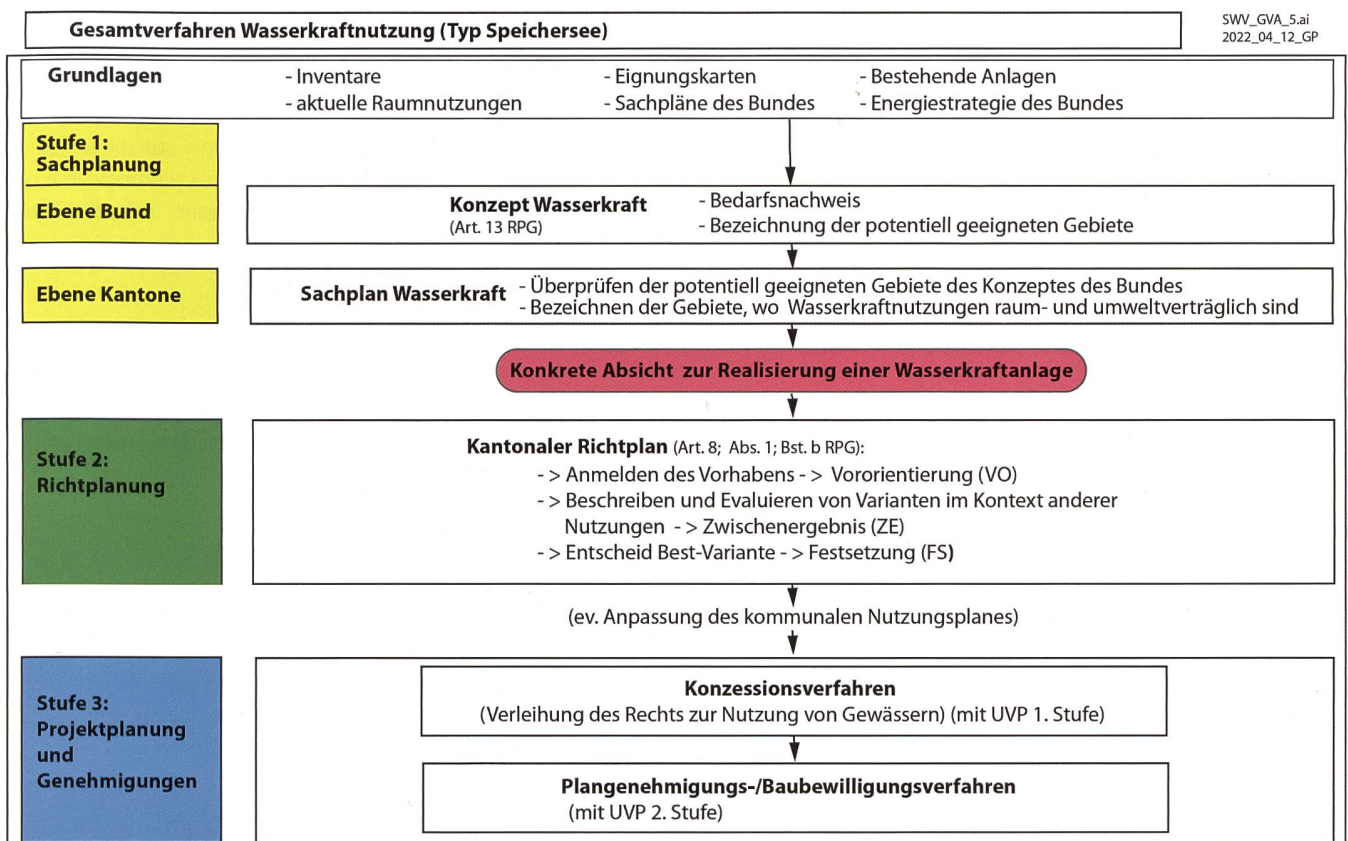 Gesamtverfahren Wasserkraftnutzung (Typ Speichersee)
SWV_GVA_5.ai
2022_04_12_GP
Grundlagen
- Inventare
- Eignungskarten
- Bestehende Anlagen
- aktuelle Raumnutzungen
- Sachpläne des Bundes
- Energiestrategie des Bundes
Stufe 1:
Sachplanung
Ebene Bund
Konzept Wasserkraft
(Art. 13 RPG)
- Bedarfsnachweis
- Bezeichnung der potentiell geeigneten Gebiete
Ebene Kantone
Sachplan Wasserkraft
- Überprüfen der potentiell geeigneten Gebiete des Konzeptes des Bundes
- Bezeichnen der Gebiete, wo Wasserkraftnutzungen raum- und umweltverträglich sind
Konkrete Absicht zur Realisierung einer Wasserkraftanlage
Stufe 2:
Richtplanung
Kantonaler Richtplan (Art. 8; Abs. 1; Bst. b RPG):
- > Anmelden des Vorhabens - > Vororientierung (VO)
- > Beschreiben und Evaluieren von Varianten im Kontext anderer
Nutzungen - > Zwischenergebnis (ZE)
- > Entscheid Best-Variante - > Festsetzung (FS)
(ev. Anpassung des kommunalen Nutzungsplanes)
Stufe 3:
Projektplanung
und
Genehmigungen
Konzessionsverfahren
(Verleihung des Rechts zur Nutzung von Gewässern) (mit UVP 1. Stufe)
Plangenehmigungs-/Baubewilligungsverfahren
(mit UVP 2. Stufe)